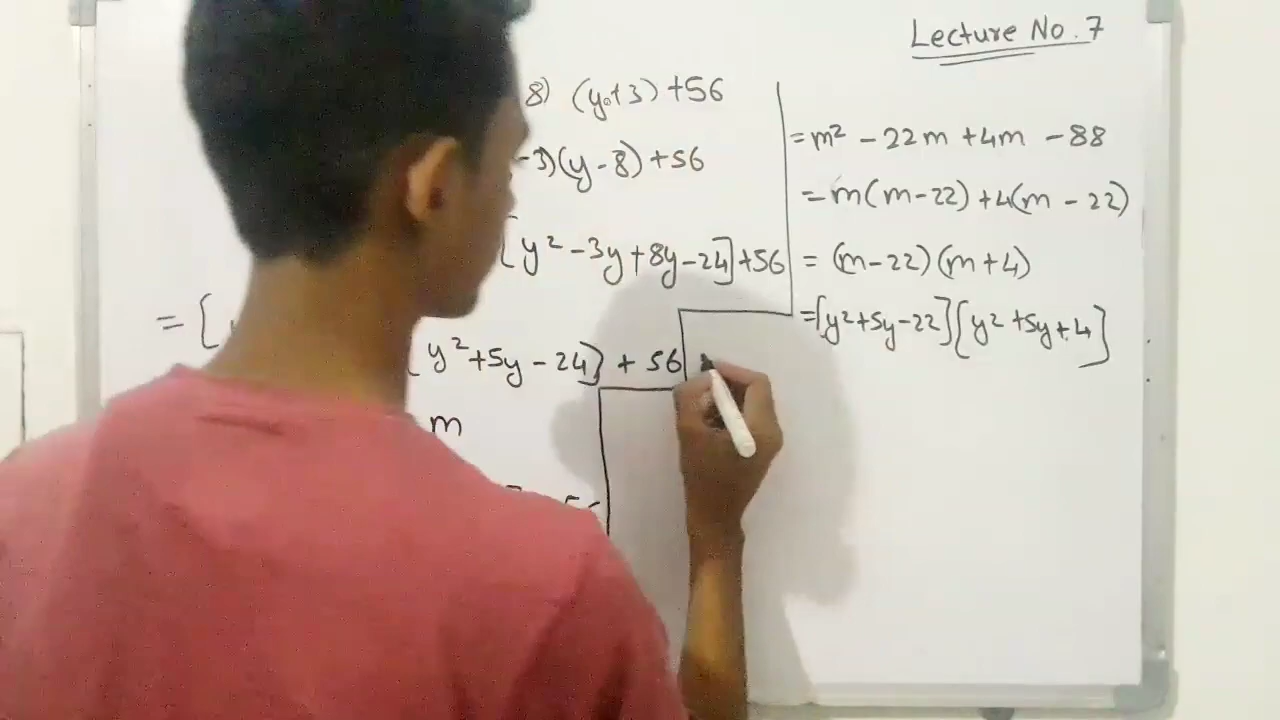 Lecture No. 7
8) (y+3) +56
-3)(y-8) +56
[y² -3y+8y-24]+56
= [
[y²+5y-24] + 56
m
= m² - 22m + 4m - 88
= m(m-22) + 4(m - 22)
= (m-22)(m+4)
= [y²+5y-22][y²+5y+4]